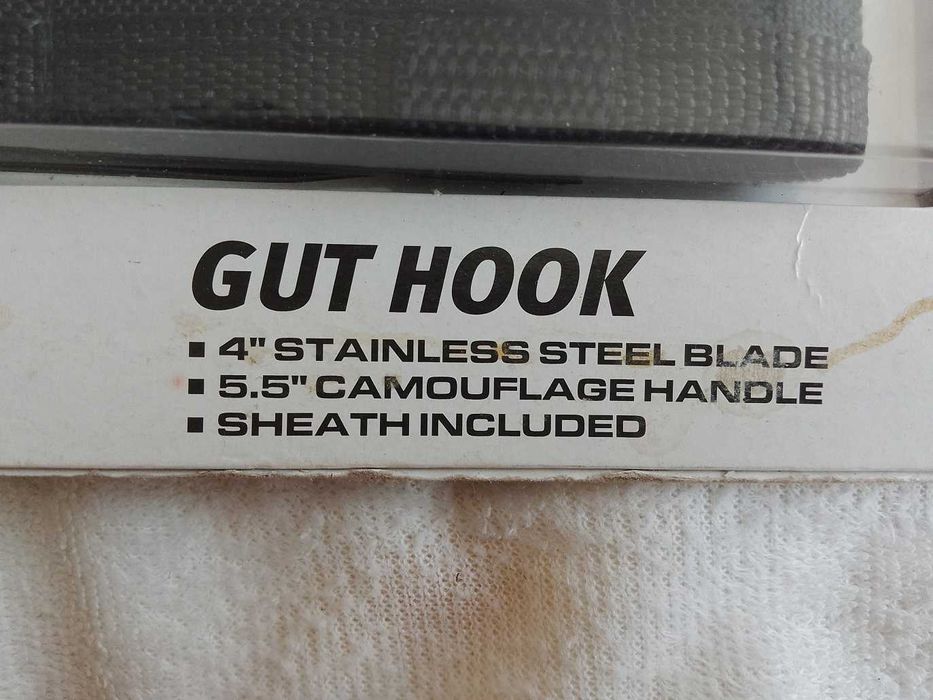 GUT HOOK
▪ 4" STAINLESS STEEL BLADE
▪ 5.5" CAMOUFLAGE HANDLE
▪ SHEATH INCLUDED